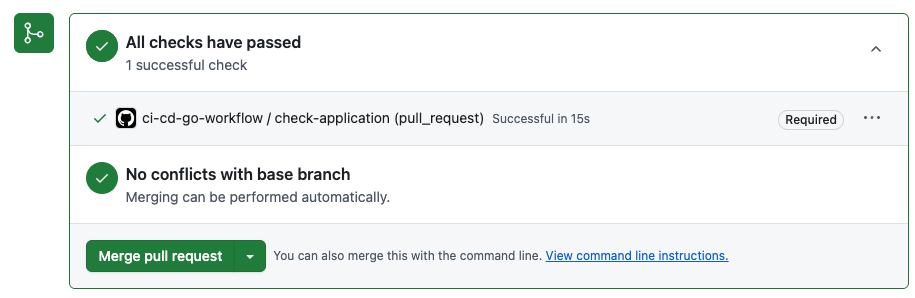 All checks have passed
1 successful check
ci-cd-go-workflow / check-application (pull_request) Successful in 15s Required
No conflicts with base branch
Merging can be performed automatically.
Merge pull request You can also merge this with the command line. View command line instructions.